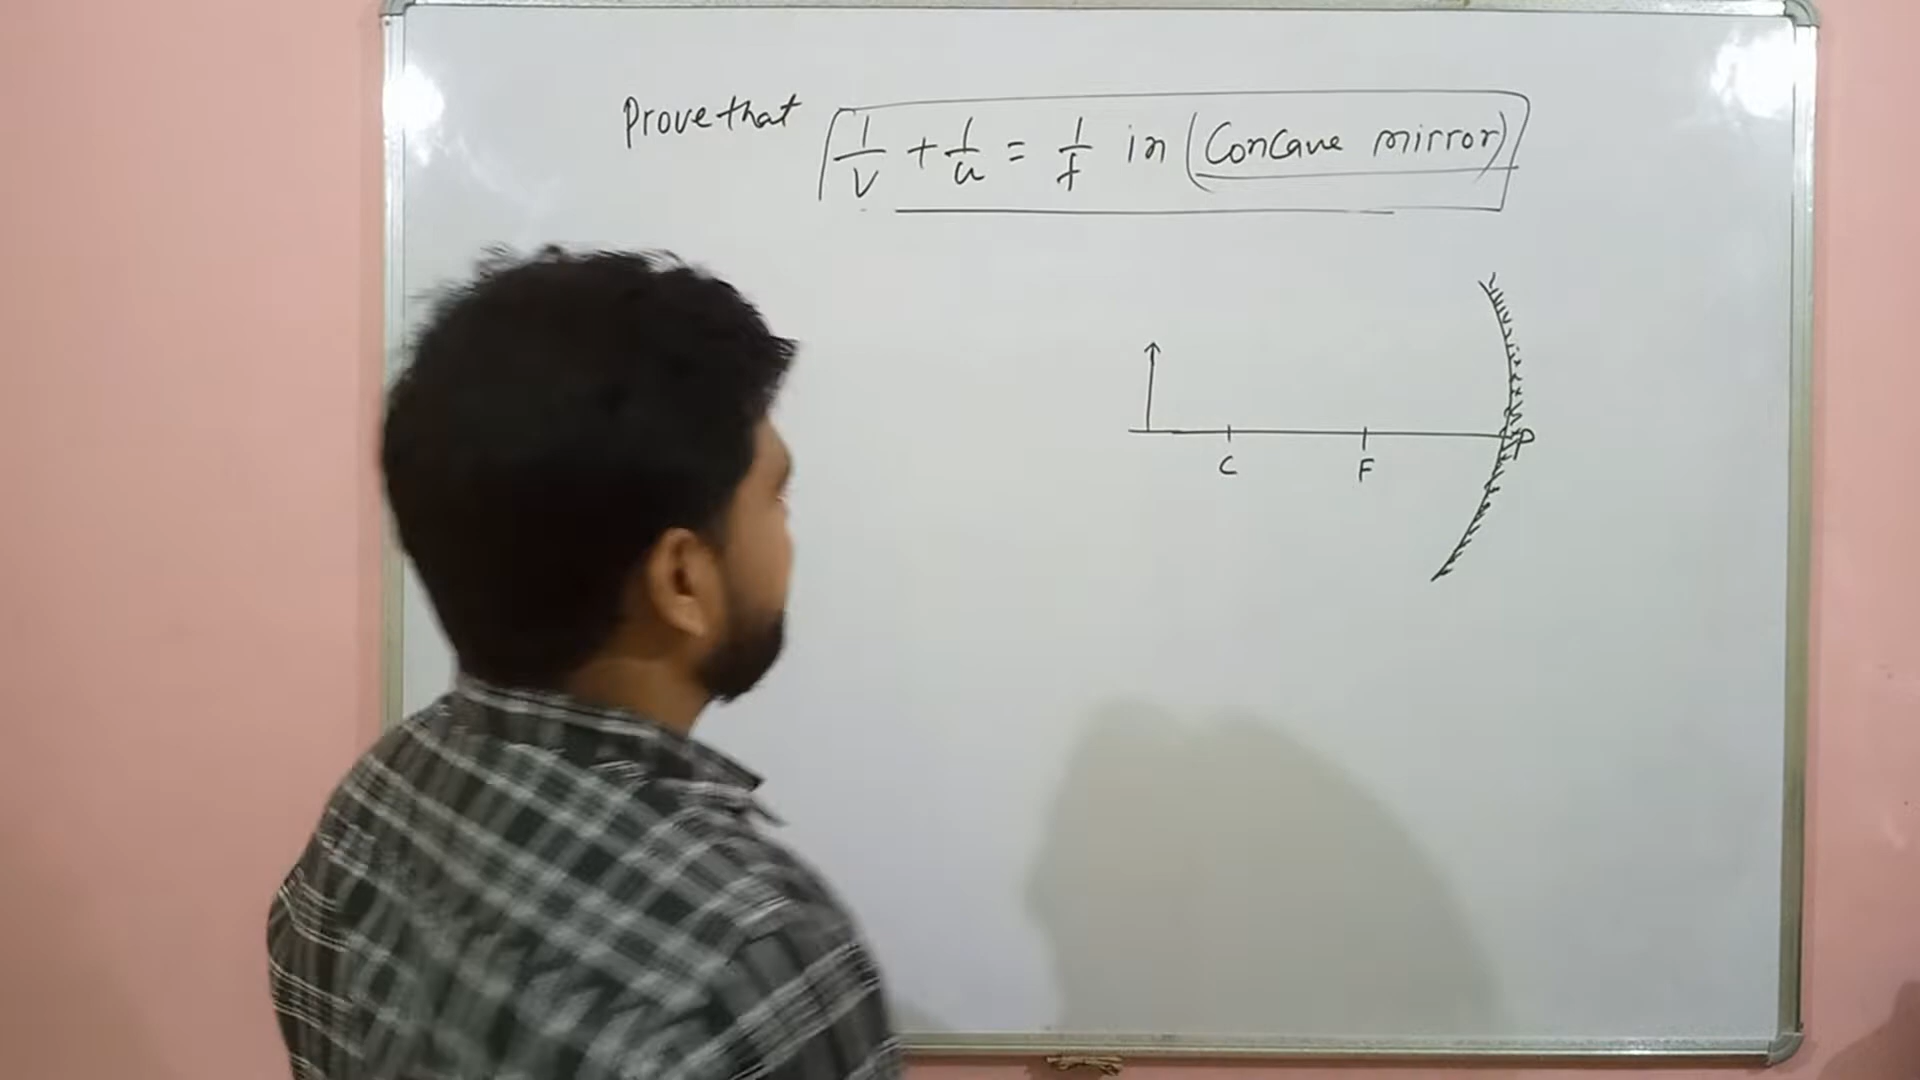 Prove that 1/v + 1/u = 1/f in (Concave mirror)
C F P